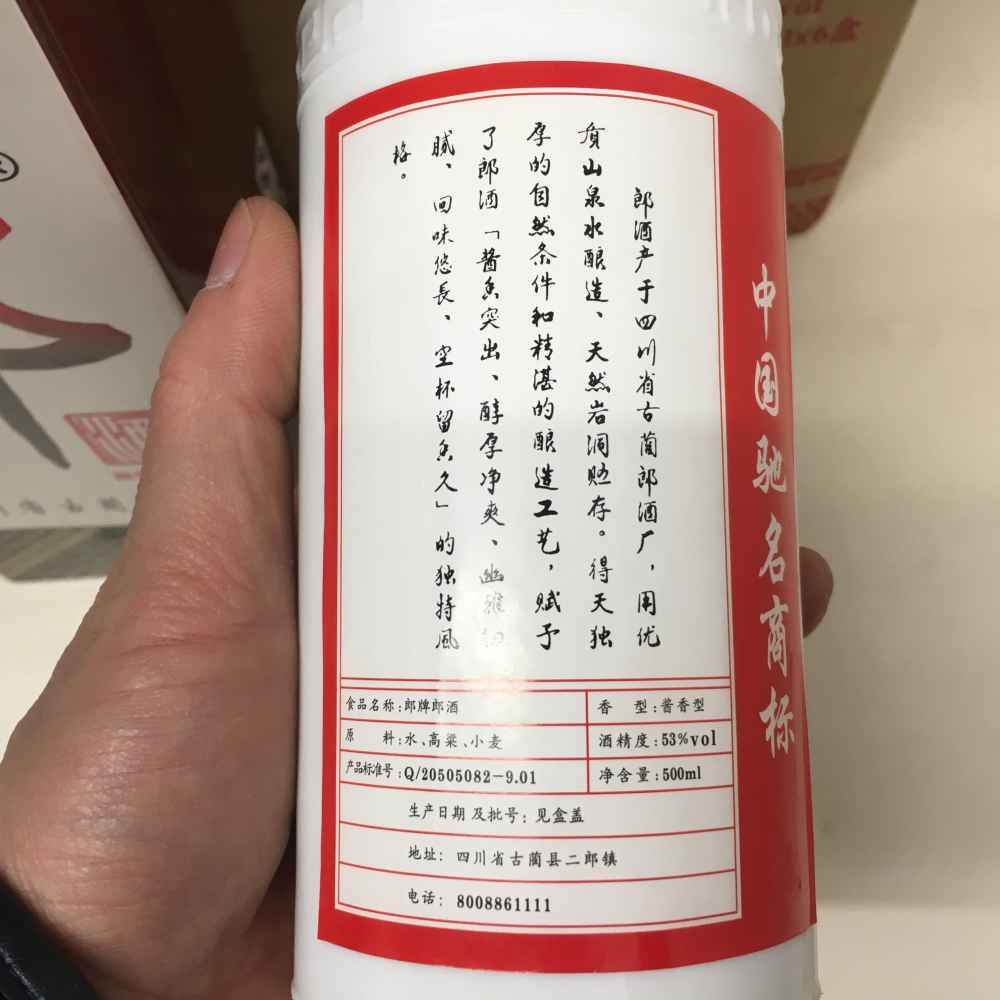 郎酒产于四川省古蔺郎酒厂，用优
质山泉水酿造、天然岩洞贮存。得天独
厚的自然条件和精湛的酿造工艺，赋予
了郎酒「酱香突出、醇厚净爽、幽雅细
腻、回味悠長、空杯留香久」的独特風
格。
中国驰名商标
食品名称:郎牌郎酒
香 型:酱香型
原 料:水、高粱、小麦
酒精度:53%vol
产品标准号:Q/20505082-9.01
净含量:500ml
生产日期及批号:见盒盖
地址: 四川省古蔺县二郎镇
电话: 8008861111